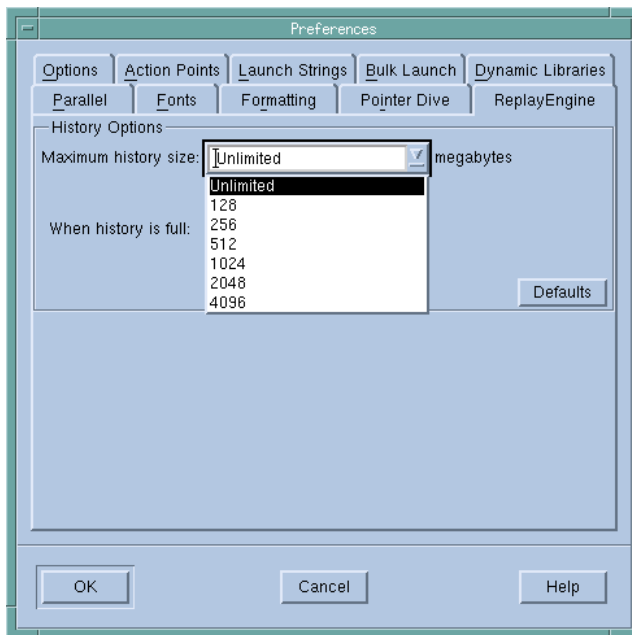 Preferences
Options Action Points Launch Strings Bulk Launch Dynamic Libraries
Parallel Fonts Formatting Pointer Dive ReplayEngine
History Options
Maximum history size: Unlimited megabytes
Unlimited
128
When history is full:
256
512
1024
2048
4096
Defaults
OK Cancel Help